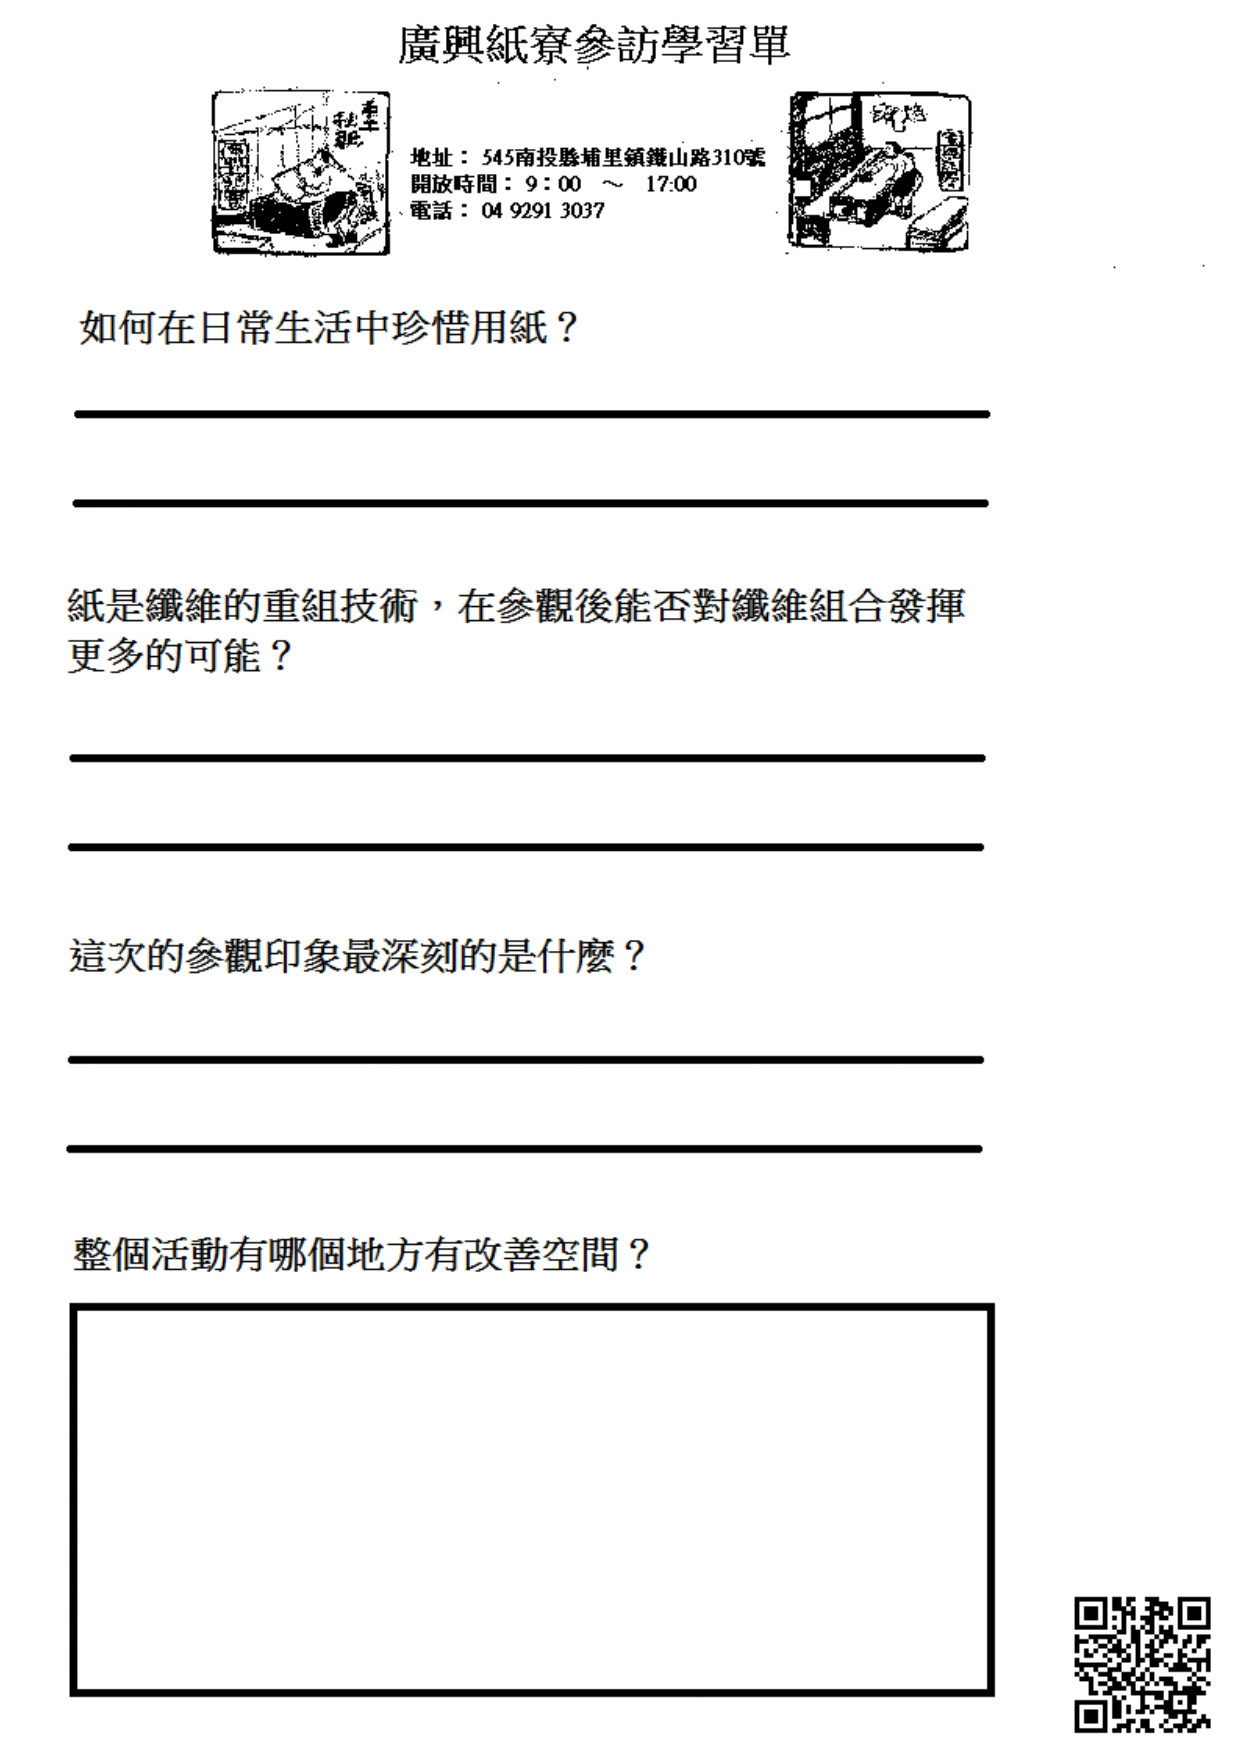 廣興紙寮參訪學習單
地址： 545南投縣埔里鎮鐵山路310號
開放時間： 9：00　～　17:00
電話： 04 9291 3037
如何在日常生活中珍惜用紙？
紙是纖維的重組技術，在參觀後能否對纖維組合發揮
更多的可能？
這次的參觀印象最深刻的是什麼？
整個活動有哪個地方有改善空間？